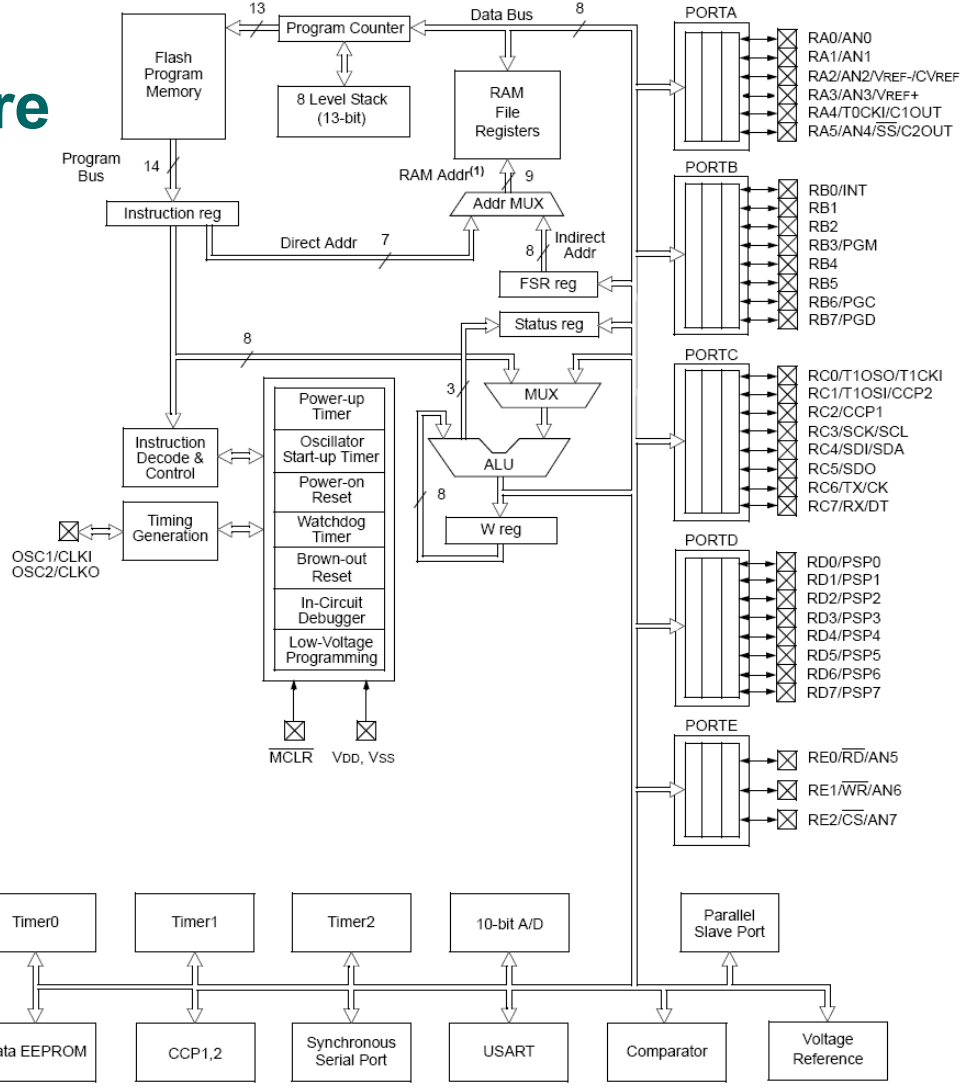 re
13
Program Counter
Data Bus
8
Flash
Program
Memory
8 Level Stack
(13-bit)
RAM
File
Registers
Program
Bus
14
RAM Addr(1)
9
Addr MUX
Instruction reg
Direct Addr
7
8
Indirect
Addr
FSR reg
Status reg
8
3
MUX
Power-up
Timer
Oscillator
Start-up Timer
Power-on
Reset
Watchdog
Timer
Brown-out
Reset
In-Circuit
Debugger
Low-Voltage
Programming
Instruction
Decode &
Control
Timing
Generation
OSC1/CLKI
OSC2/CLKO
ALU
8
W reg
MCLR
VDD, VSS
PORTA
RA0/AN0
RA1/AN1
RA2/AN2/VREF-/CVREF
RA3/AN3/VREF+
RA4/T0CKI/C1OUT
RA5/AN4/SS/C2OUT
PORTB
RB0/INT
RB1
RB2
RB3/PGM
RB4
RB5
RB6/PGC
RB7/PGD
PORTC
RC0/T1OSO/T1CKI
RC1/T1OSI/CCP2
RC2/CCP1
RC3/SCK/SCL
RC4/SDI/SDA
RC5/SDO
RC6/TX/CK
RC7/RX/DT
PORTD
RD0/PSP0
RD1/PSP1
RD2/PSP2
RD3/PSP3
RD4/PSP4
RD5/PSP5
RD6/PSP6
RD7/PSP7
PORTE
RE0/RD/AN5
RE1/WR/AN6
RE2/CS/AN7
Timer0
Timer1
Timer2
10-bit A/D
Parallel
Slave Port
ata EEPROM
CCP1,2
Synchronous
Serial Port
USART
Comparator
Voltage
Reference